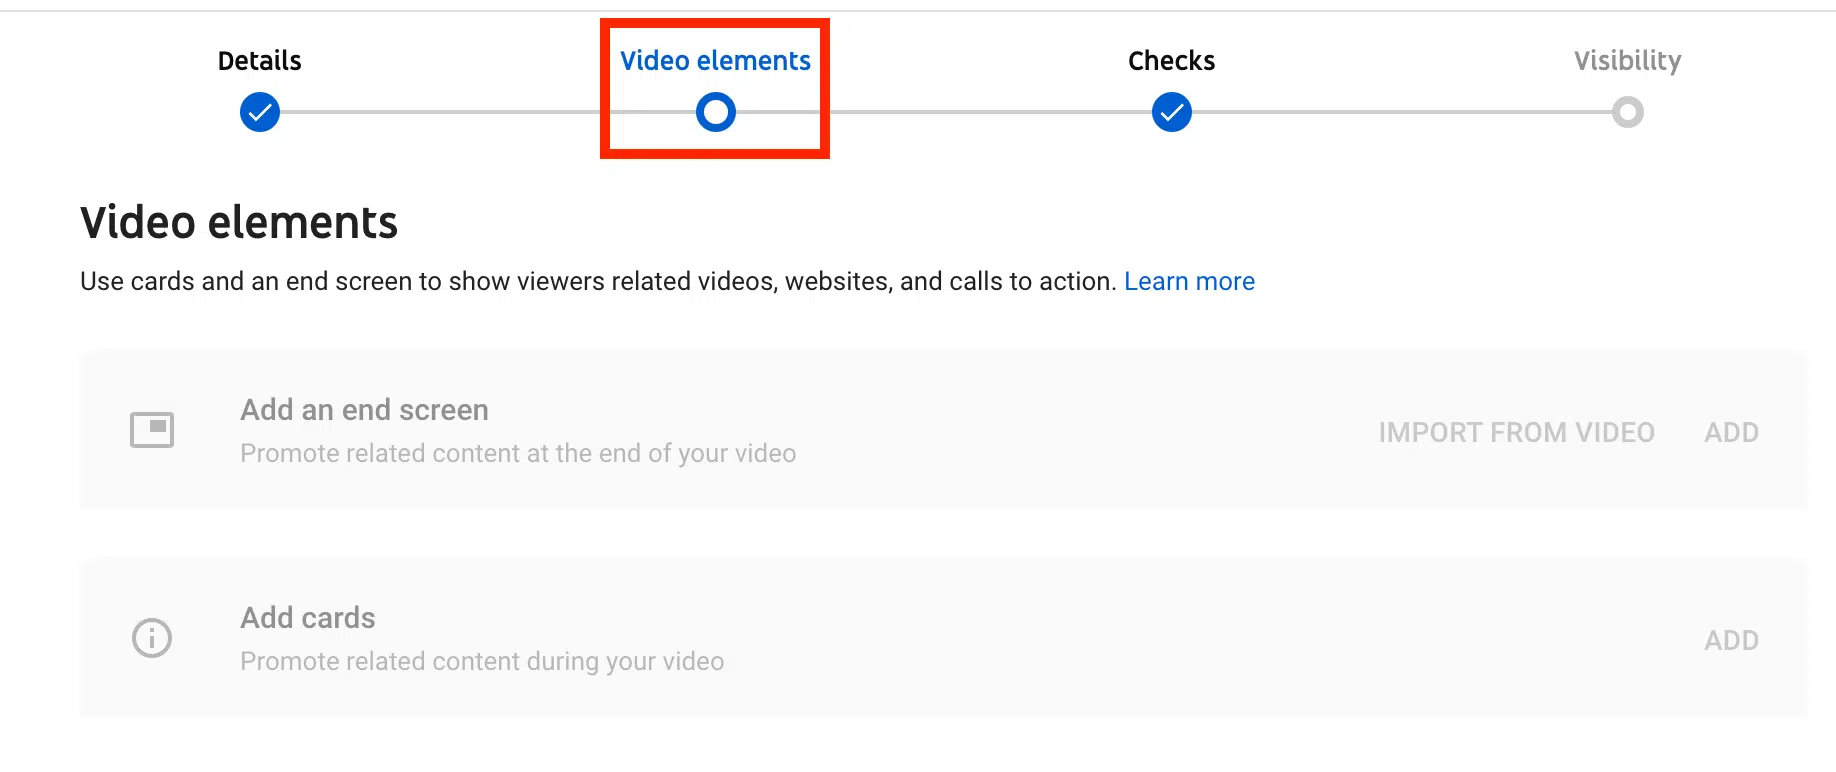 Details
Video elements
Checks
Visibility
Video elements
Use cards and an end screen to show viewers related videos, websites, and calls to action. Learn more
Add an end screen
Promote related content at the end of your video
IMPORT FROM VIDEO
ADD
Add cards
Promote related content during your video
ADD